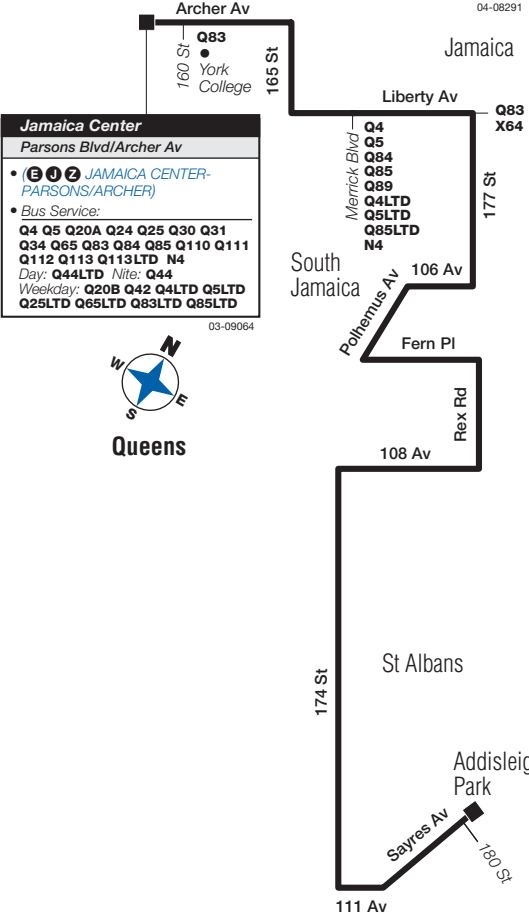 Archer Av
04-08291
160 St
Q83
York
College
165 St
Jamaica
Liberty Av
Q83
X64
Jamaica Center
Parsons Blvd/Archer Av
• (E J Z JAMAICA CENTER-
PARSONS/ARCHER)
• Bus Service:
Q4 Q5 Q20A Q24 Q25 Q30 Q31
Q34 Q65 Q83 Q84 Q85 Q110 Q111
Q112 Q113 Q113LTD N4
Day: Q44LTD Nite: Q44
Weekday: Q20B Q42 Q4LTD Q5LTD
Q25LTD Q65LTD Q83LTD Q85LTD
03-09064
Merrick Blvd
Q4
Q5
Q84
Q85
Q89
Q4LTD
Q5LTD
Q85LTD
N4
177 St
South
Jamaica
106 Av
Polhemus Av
Fern Pl
N
W
E
S
Queens
Rex Rd
108 Av
174 St
St Albans
Addisleig
Park
Sayres Av
180 St
111 Av